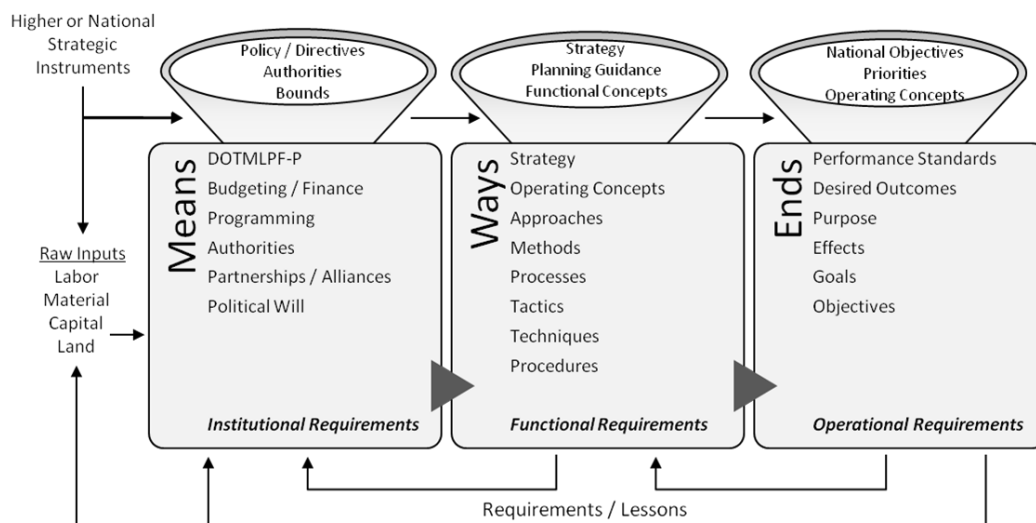 Higher or National
Strategic
Instruments
Policy / Directives
Authorities
Bounds
Strategy
Planning Guidance
Functional Concepts
National Objectives
Priorities
Operating Concepts
Raw Inputs
Labor
Material
Capital
Land
Means
DOTMLPF-P
Budgeting / Finance
Programming
Authorities
Partnerships / Alliances
Political Will
Institutional Requirements
Ways
Strategy
Operating Concepts
Approaches
Methods
Processes
Tactics
Techniques
Procedures
Functional Requirements
Ends
Performance Standards
Desired Outcomes
Purpose
Effects
Goals
Objectives
Operational Requirements
Requirements / Lessons